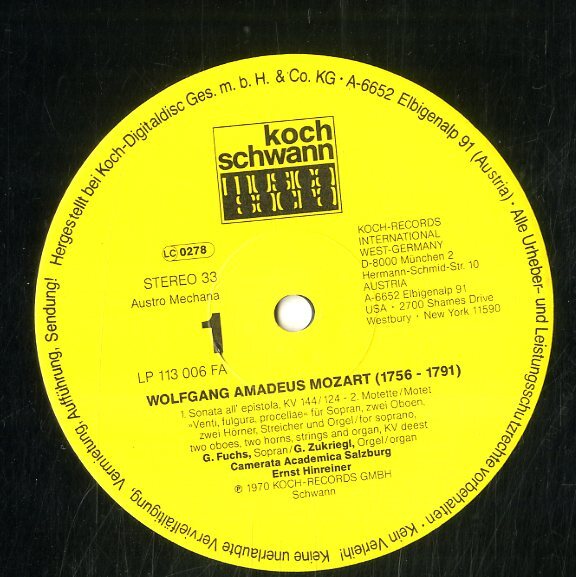 Hergestellt bei Koch-Digitaldisc Ges. m. b. H. & Co. KG · A-6652 Elbigenalp 91 (Austria) · Alle Urheber- und Leistungsschutzrechte vorbehalten · Kein Verleih! Keine unerlaubte Vervielfältigung, Vermietung, Aufführung, Sendung!
koch
schwann
LC 0278
STEREO 33
Austro Mechana
1
LP 113 006 FA
KOCH-RECORDS
INTERNATIONAL
WEST-GERMANY
D-8000 München 2
Hermann-Schmid-Str. 10
AUSTRIA
A-6652 Elbigenalp 91
USA · 2700 Shames Drive
Westbury · New York 11590
WOLFGANG AMADEUS MOZART (1756 - 1791)
1. Sonata all' epistola, KV 144/124 - 2. Motette/Motet
»Venti, fulgura, procellae« für Sopran, zwei Oboen,
zwei Hörner, Streicher und Orgel/for soprano,
two oboes, two horns, strings and organ, KV deest
G. Fuchs, Sopran/G. Zukriegl, Orgel/organ
Camerata Academica Salzburg
Ernst Hinreiner
℗ 1970 KOCH-RECORDS GMBH
Schwann